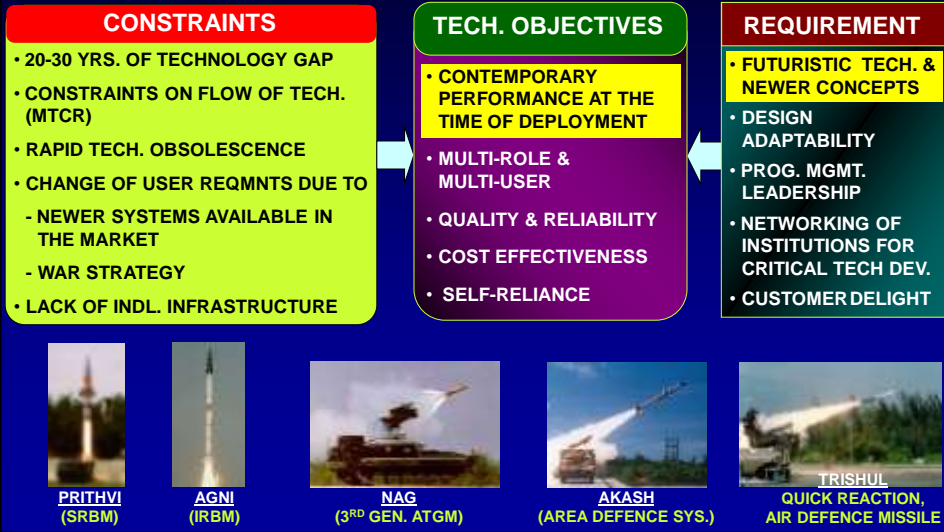 CONSTRAINTS
• 20-30 YRS. OF TECHNOLOGY GAP
• CONSTRAINTS ON FLOW OF TECH.
(MTCR)
• RAPID TECH. OBSOLESCENCE
• CHANGE OF USER REQMNTS DUE TO
- NEWER SYSTEMS AVAILABLE IN
THE MARKET
- WAR STRATEGY
• LACK OF INDL. INFRASTRUCTURE
TECH. OBJECTIVES
• CONTEMPORARY
PERFORMANCE AT THE
TIME OF DEPLOYMENT
• MULTI-ROLE &
MULTI-USER
• QUALITY & RELIABILITY
• COST EFFECTIVENESS
• SELF-RELIANCE
REQUIREMENT
• FUTURISTIC TECH. &
NEWER CONCEPTS
• DESIGN
ADAPTABILITY
• PROG. MGMT.
LEADERSHIP
• NETWORKING OF
INSTITUTIONS FOR
CRITICAL TECH DEV.
• CUSTOMER DELIGHT
PRITHVI
(SRBM)
AGNI
(IRBM)
NAG
(3RD GEN. ATGM)
AKASH
(AREA DEFENCE SYS.)
TRISHUL
QUICK REACTION,
AIR DEFENCE MISSILE